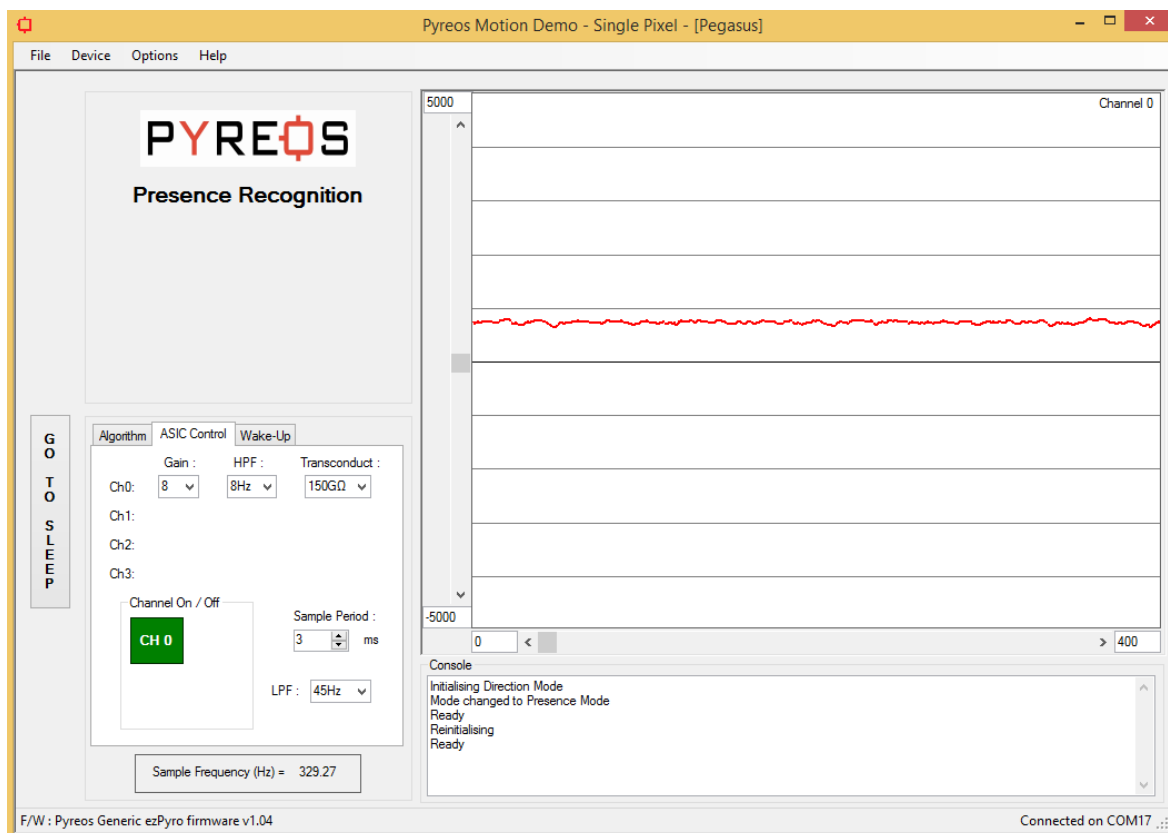 Pyreos Motion Demo - Single Pixel - [Pegasus]
File Device Options Help
PYREOS
Presence Recognition
GO TO SLEEP
Algorithm ASIC Control Wake-Up
Gain : HPF : Transconduct :
Ch0: 8 8Hz 150GΩ
Ch1:
Ch2:
Ch3:
Channel On / Off
CH 0
Sample Period :
3 ms
LPF : 45Hz
Sample Frequency (Hz) = 329.27
5000
Channel 0
-5000
0 400
Console
Initialising Direction Mode
Mode changed to Presence Mode
Ready
Reinitialising
Ready
F/W : Pyreos Generic ezPyro firmware v1.04
Connected on COM17